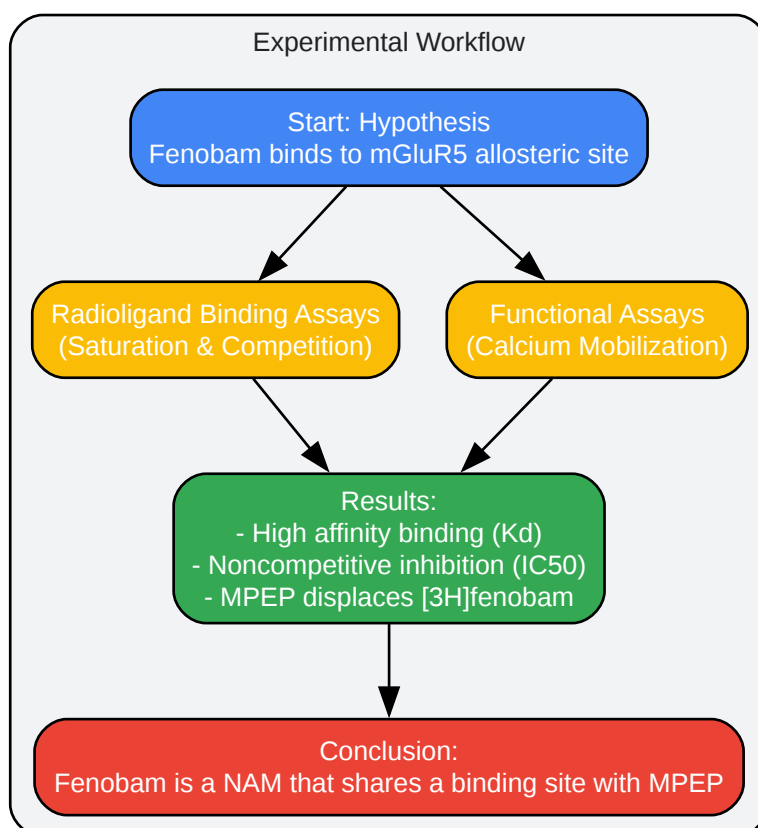 Experimental Workflow
Start: Hypothesis
Fenobam binds to mGluR5 allosteric site
Radioligand Binding Assays
(Saturation & Competition)
Functional Assays
(Calcium Mobilization)
Results:
- High affinity binding (Kd)
- Noncompetitive inhibition (IC50)
- MPEP displaces [3H]fenobam
Conclusion:
Fenobam is a NAM that shares a binding site with MPEP